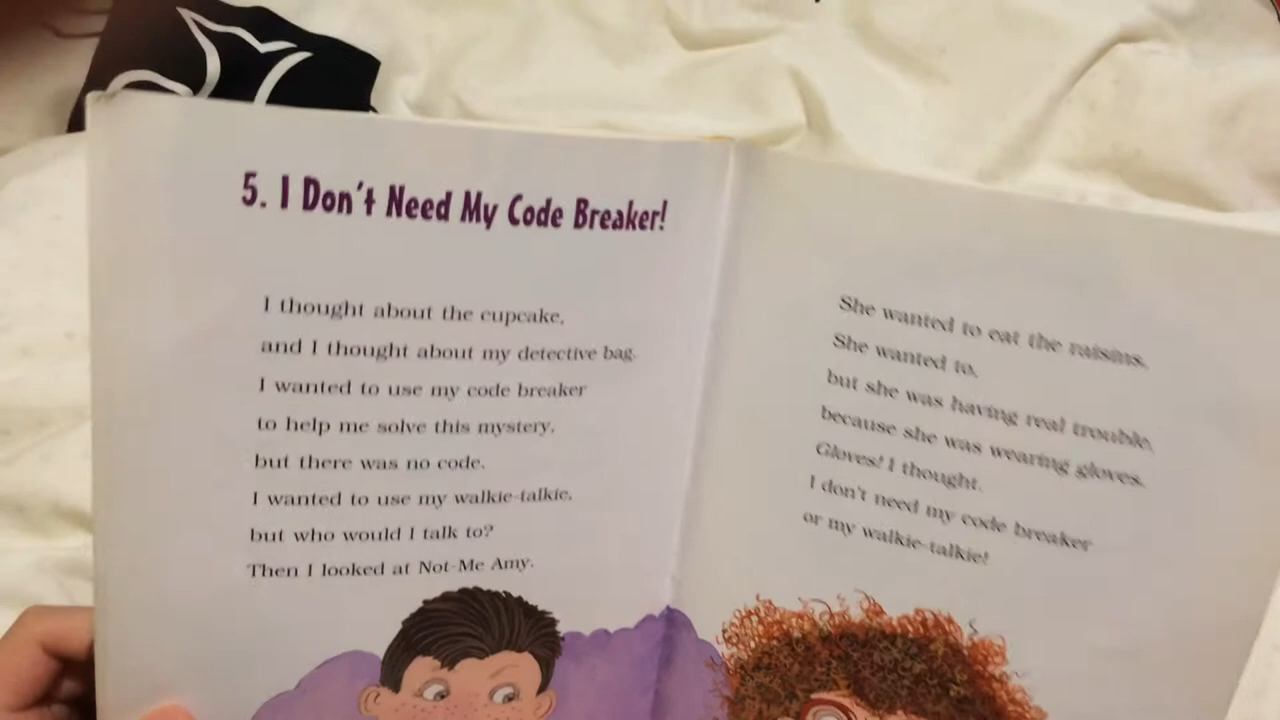 5. I Don't Need My Code Breaker!
I thought about the cupcake,
and I thought about my detective bag.
I wanted to use my code breaker
to help me solve this mystery,
but there was no code.
I wanted to use my walkie-talkie,
but who would I talk to?
Then I looked at Not-Me Amy.
She wanted to eat the raisins.
She wanted to,
but she was having real trouble,
because she was wearing gloves.
Gloves! I thought.
I don't need my code breaker
or my walkie-talkie!